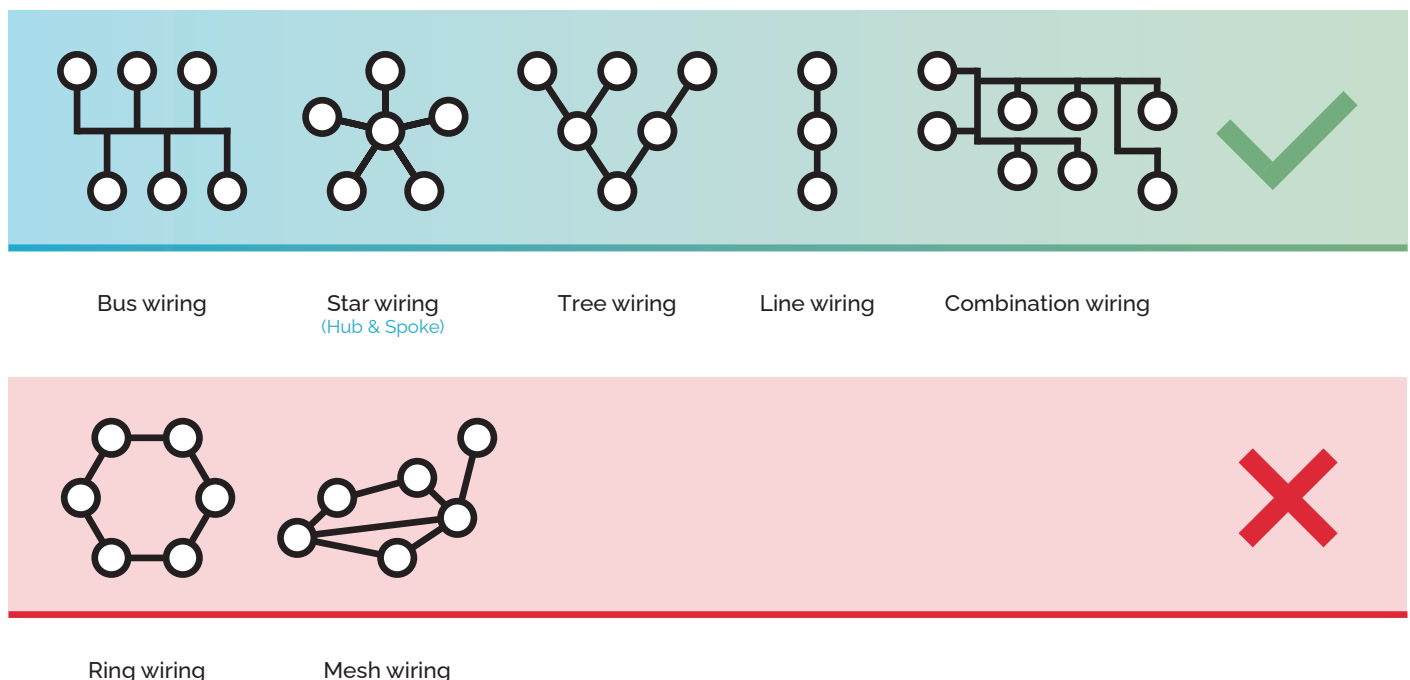 Bus wiring
Star wiring
(Hub & Spoke)
Tree wiring
Line wiring
Combination wiring
Ring wiring
Mesh wiring